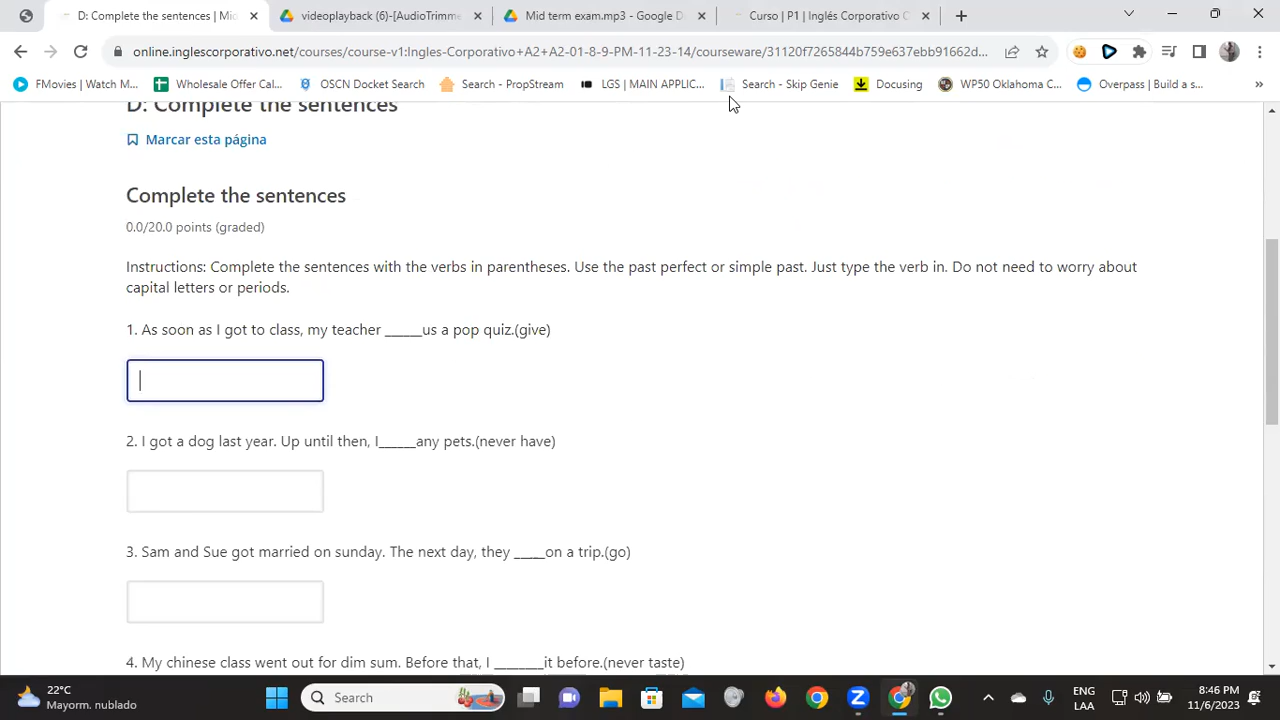 D: Complete the sentences | Mid
videoplayback (6)-[AudioTrimme
Mid term exam.mp3 - Google D
Curso | P1 | Inglés Corporativo C
online.inglescorporativo.net/courses/course-v1:Ingles-Corporativo+A2+A2-01-8-9-PM-11-23-14/courseware/31120f7265844b759e637ebb91662d...
FMovies | Watch M...
Wholesale Offer Cal...
OSCN Docket Search
Search - PropStream
LGS | MAIN APPLIC...
Search - Skip Genie
Docusing
WP50 Oklahoma C...
Overpass | Build a s...
D: Complete the sentences
Marcar esta página
Complete the sentences
0.0/20.0 points (graded)
Instructions: Complete the sentences with the verbs in parentheses. Use the past perfect or simple past. Just type the verb in. Do not need to worry about
capital letters or periods.
1. As soon as I got to class, my teacher ______us a pop quiz.(give)
2. I got a dog last year. Up until then, I______any pets.(never have)
3. Sam and Sue got married on sunday. The next day, they _____on a trip.(go)
4. My chinese class went out for dim sum. Before that, I ________it before.(never taste)
22°C
Mayorm. nublado
Search
ENG
LAA
8:46 PM
11/6/2023